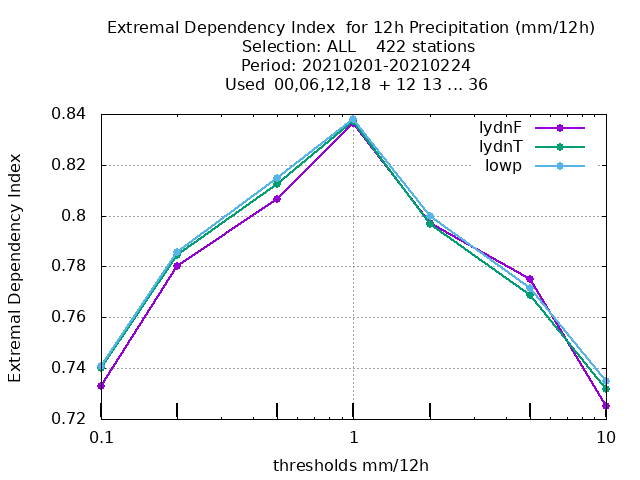 Extremal Dependency Index  for 12h Precipitation (mm/12h)
Selection: ALL    422 stations
Period: 20210201-20210224
Used  00,06,12,18  + 12 13 ... 36
lydnF
lydnT
lowp
Extremal Dependency Index
0.84
0.82
0.8
0.78
0.76
0.74
0.72
0.1
1
10
thresholds mm/12h